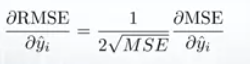 ∂RMSE/∂ŷᵢ = 1/(2√MSE) ∂MSE/∂ŷᵢ